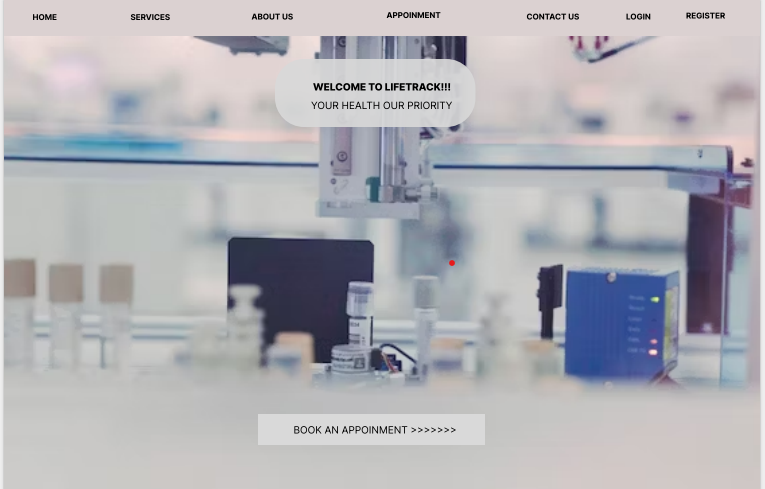 HOME SERVICES ABOUT US APPOINMENT CONTACT US LOGIN REGISTER
WELCOME TO LIFETRACK!!!
YOUR HEALTH OUR PRIORITY
BOOK AN APPOINMENT >>>>>>>